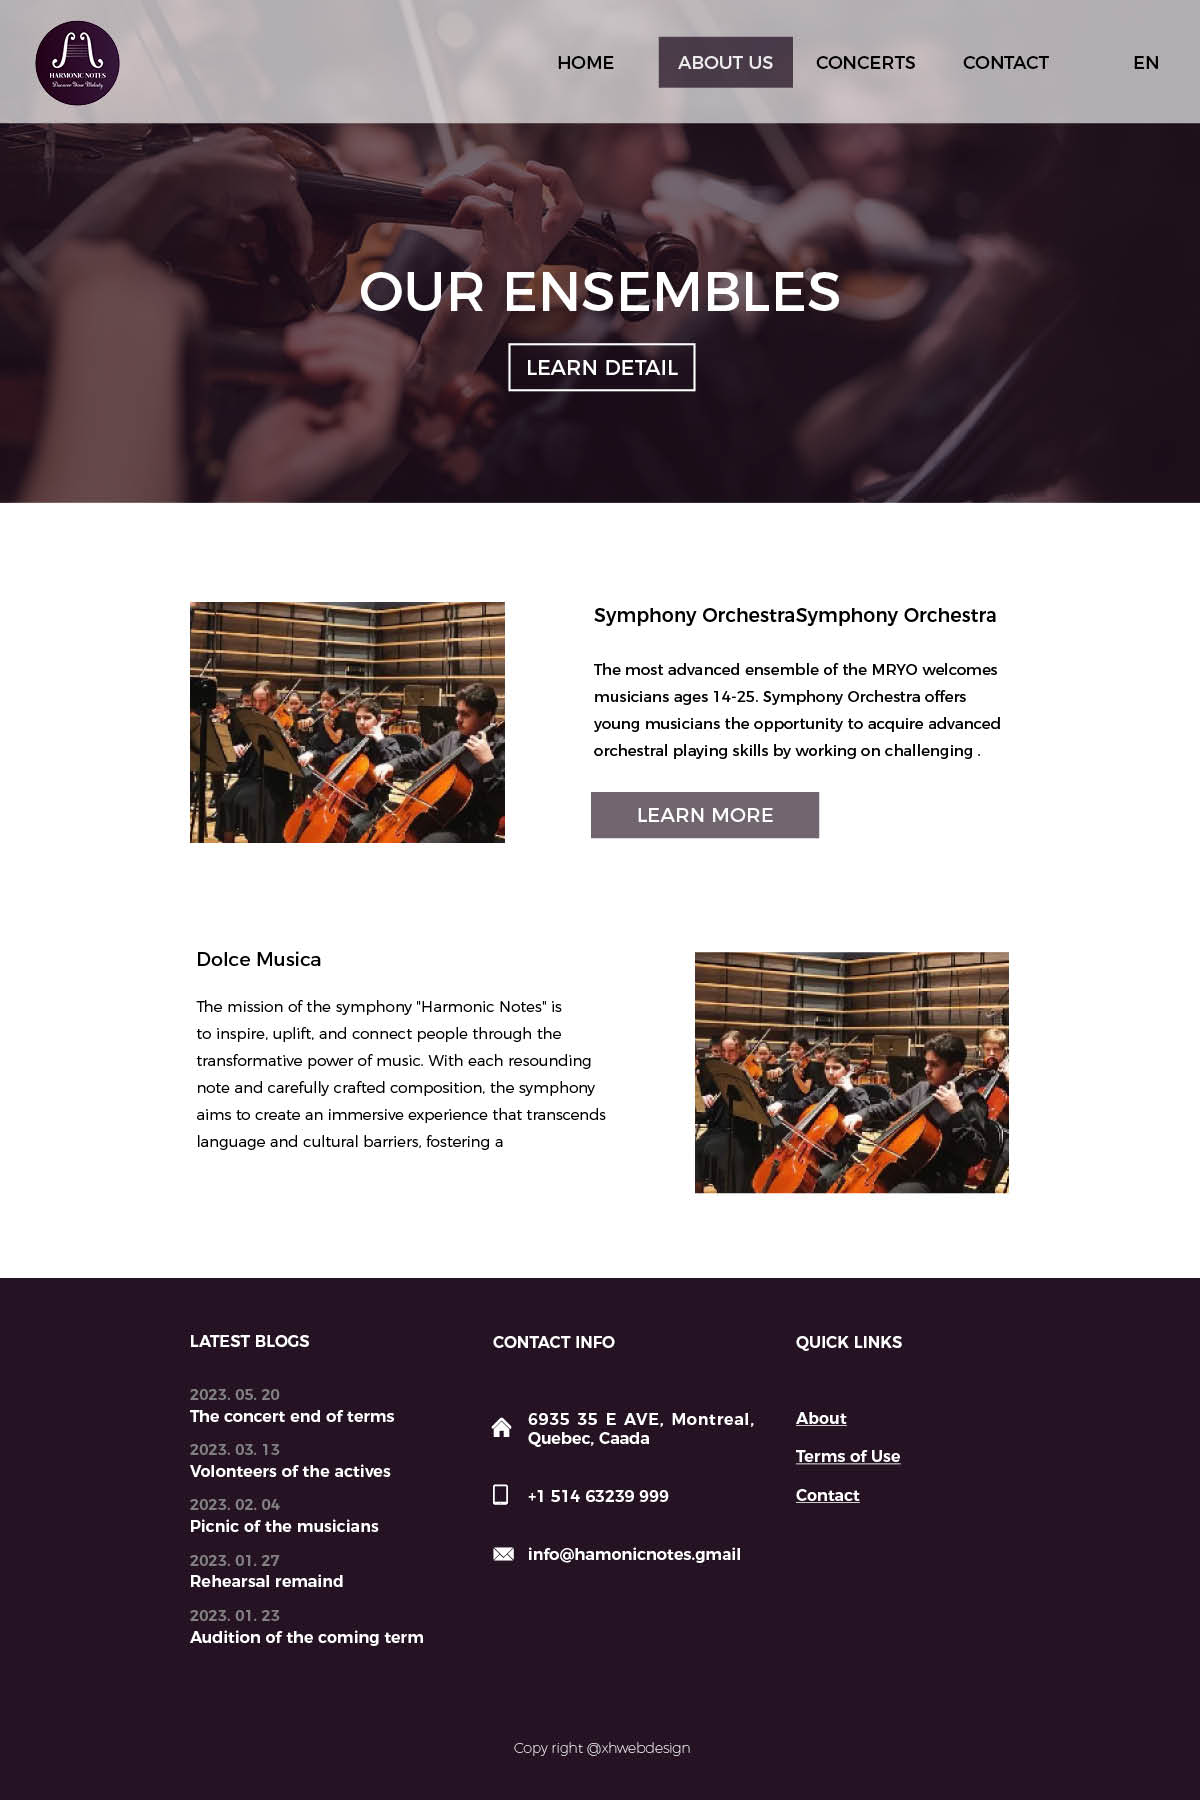 HARMONIC NOTES
Discover Your Melody
HOME
ABOUT US
CONCERTS
CONTACT
EN
OUR ENSEMBLES
LEARN DETAIL
Symphony OrchestraSymphony Orchestra
The most advanced ensemble of the MRYO welcomes
musicians ages 14-25. Symphony Orchestra offers
young musicians the opportunity to acquire advanced
orchestral playing skills by working on challenging .
LEARN MORE
Dolce Musica
The mission of the symphony "Harmonic Notes" is
to inspire, uplift, and connect people through the
transformative power of music. With each resounding
note and carefully crafted composition, the symphony
aims to create an immersive experience that transcends
language and cultural barriers, fostering a
LATEST BLOGS
2023. 05. 20
The concert end of terms
2023. 03. 13
Volonteers of the actives
2023. 02. 04
Picnic of the musicians
2023. 01. 27
Rehearsal remaind
2023. 01. 23
Audition of the coming term
CONTACT INFO
6935 35 E AVE, Montreal,
Quebec, Caada
+1 514 63239 999
info@hamonicnotes.gmail
QUICK LINKS
About
Terms of Use
Contact
Copy right @xhwebdesign